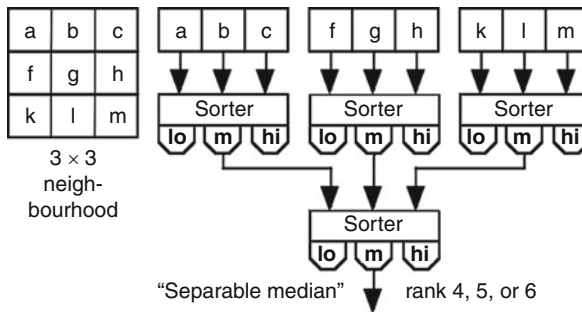 a b c
f g h
k l m
3 × 3
neigh-
bourhood
a b c
f g h
k l m
Sorter
lo m hi
Sorter
lo m hi
Sorter
lo m hi
Sorter
lo m hi
“Separable median” rank 4, 5, or 6